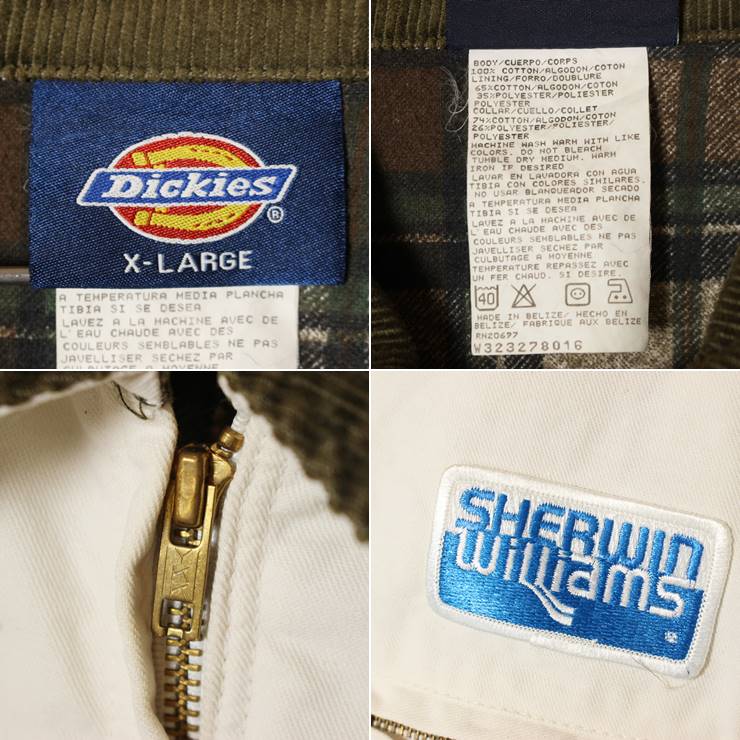 Dickies
®
X-LARGE
A TEMPERATURA MEDIA PLANCHA
TIBIA SI SE DESEA
LAVEZ A LA MACHINE AVEC DE
L'EAU CHAUDE AVEC DES
COULEURS SENBLABLES NE PAS
JAVELLISER SECHEZ PAR
CULBUTAGE A MOYENNE
BODY/CUERPO/CORPS
100% COTTON/ALGODON/COTON
LINING/FORRO/DOUBLURE
65%COTTON/ALGODON/COTON
35%POLYESTER/POLIESTER
POLYESTER
COLLAR/CUELLO/COLLET
74%COTTON/ALGODON/COTON
26%POLYESTER/POLIESTER/
POLYESTER
MACHINE WASH WARM WITH LIKE
COLORS. DO NOT BLEACH
TUMBLE DRY MEDIUM. WARM
IRON IF DESIRED
LAVAR EN LAVADORA CON AGUA
TIBIA CON COLORES SIMILARES.
NO USAR BLANQUEADOR SECADO
A TEMPERATURA MEDIA PLANCHA
TIBIA SI SE DESEA
LAVEZ A LA MACHINE AVEC DE
L'EAU CHAUDE AVEC DES
COULEURS SENBLABLES NE PAS
JAVELLISER SECHEZ PAR
CULBUTAGE A MOYENNE
TEMPERATURE REPASSEZ AVEC
UN FER CHAUD. SI DESIRE.
40
MADE IN BELIZE/ HECHO EN
BELIZE/ FABRIQUE AUX BELIZE
RN20697
W323278016
SHERWIN
Williams
®